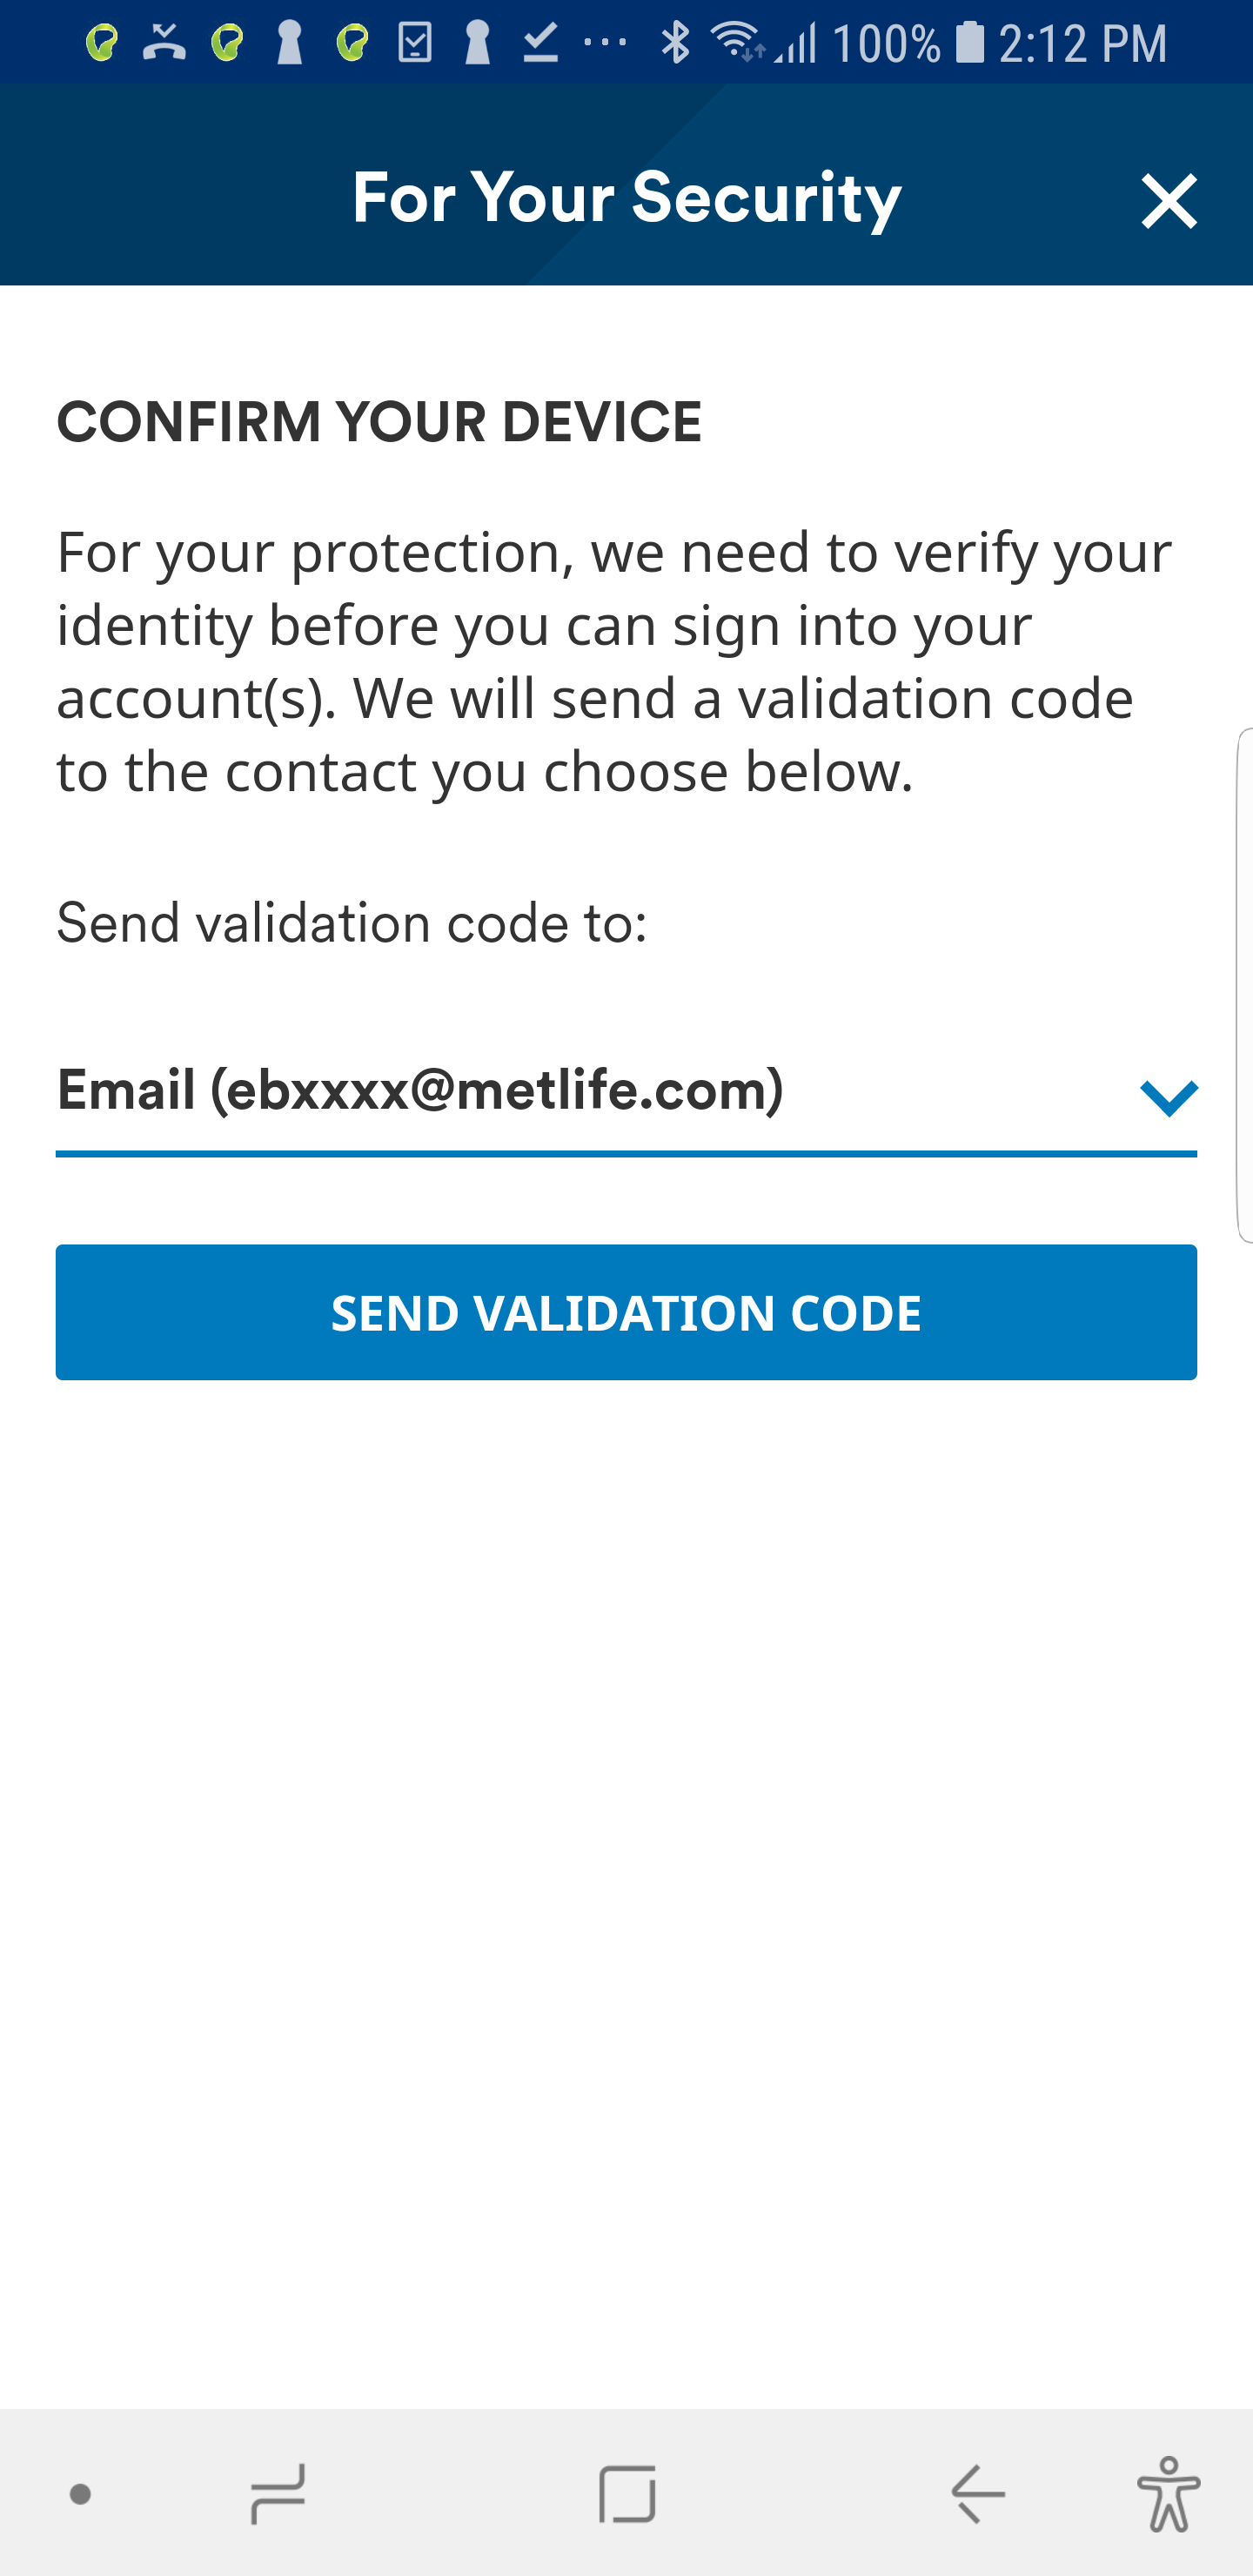 100% 2:12 PM
For Your Security
CONFIRM YOUR DEVICE
For your protection, we need to verify your
identity before you can sign into your
account(s). We will send a validation code
to the contact you choose below.
Send validation code to:
Email (ebxxxx@metlife.com)
SEND VALIDATION CODE